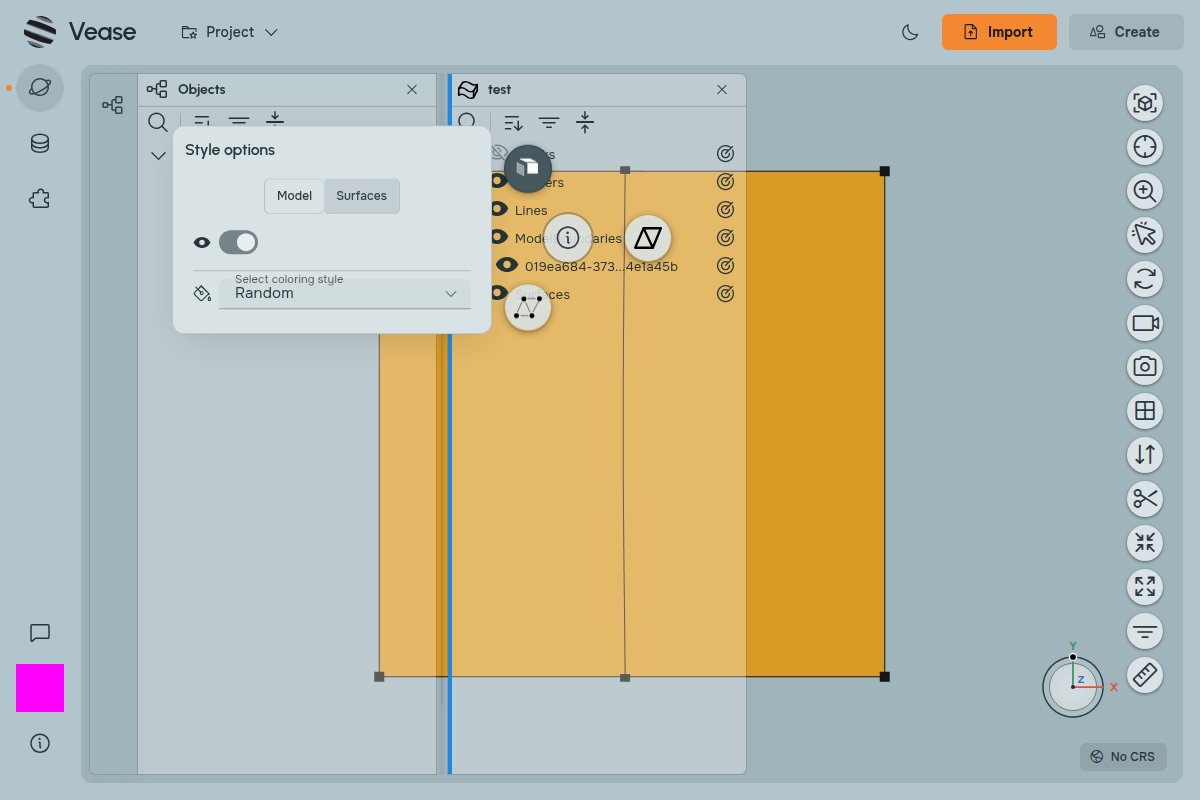 Vease
Project
Import
Create
Objects
test
Style options
Model
Surfaces
Lines
019ea684-373...4e1a45b
Select coloring style
Random
Y
Z
X
No CRS